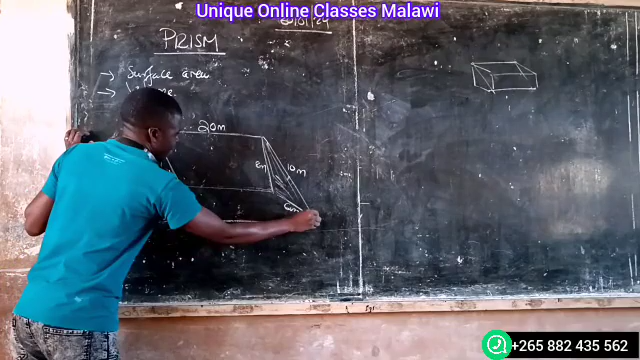 Unique Online Classes Malawi
PRISM
→ Surface area
20m
8m
10m
6m
+265 882 435 562